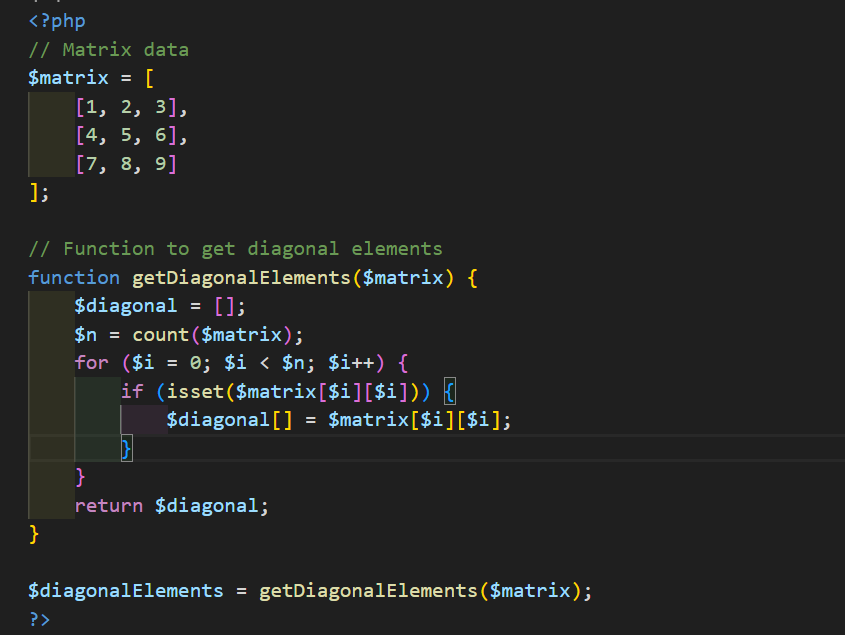 <?php
// Matrix data
$matrix = [
    [1, 2, 3],
    [4, 5, 6],
    [7, 8, 9]
];

// Function to get diagonal elements
function getDiagonalElements($matrix) {
    $diagonal = [];
    $n = count($matrix);
    for ($i = 0; $i < $n; $i++) {
        if (isset($matrix[$i][$i])) {
            $diagonal[] = $matrix[$i][$i];
        }
    }
    return $diagonal;
}

$diagonalElements = getDiagonalElements($matrix);
?>